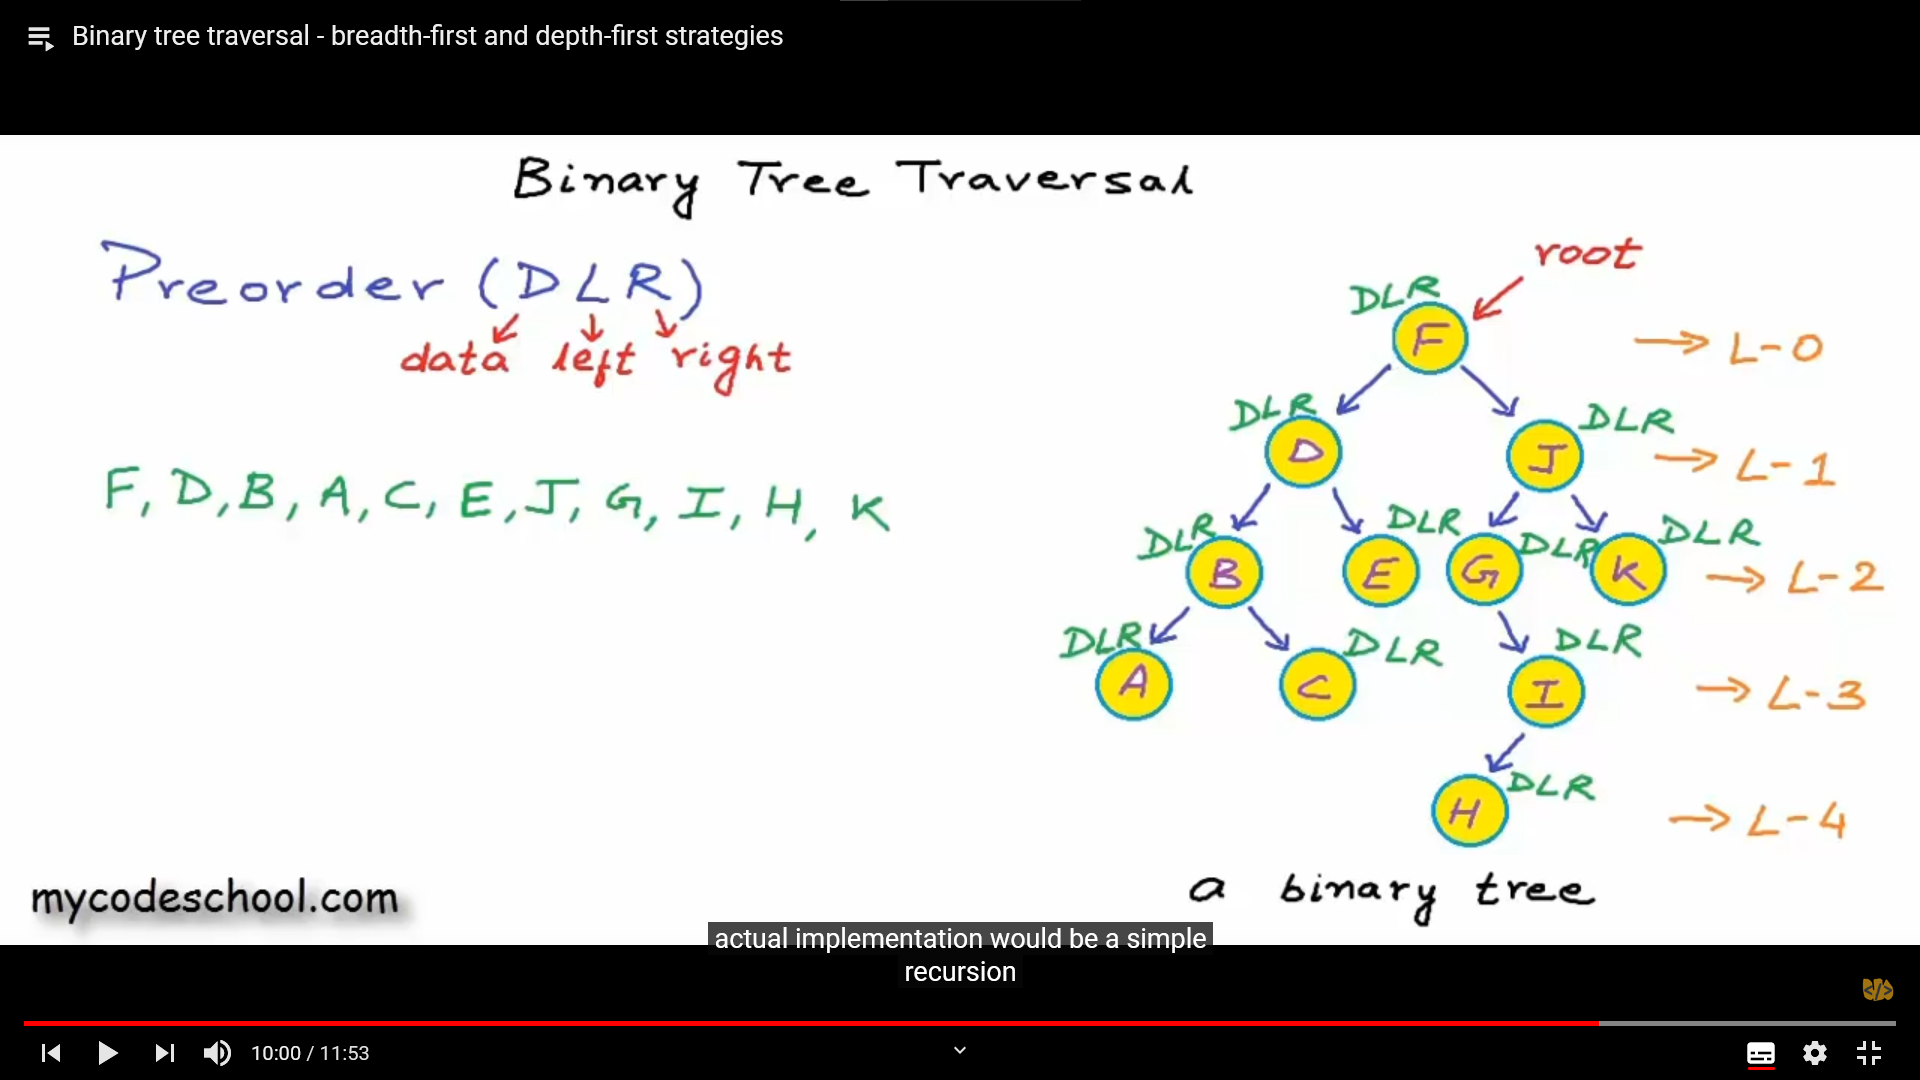 Binary tree traversal - breadth-first and depth-first strategies
Binary Tree Traversal
Preorder (DLR)
data left right
F, D, B, A, C, E, J, G, I, H, K
root
DLR
F
→ L-0
DLR
DLR
D
J
→ L-1
DLR
DLR
DLR
DLR
B
E
G
K
→ L-2
DLR
DLR
DLR
A
C
I
→ L-3
DLR
H
→ L-4
a binary tree
mycodeschool.com
actual implementation would be a simple
recursion
10:00 / 11:53